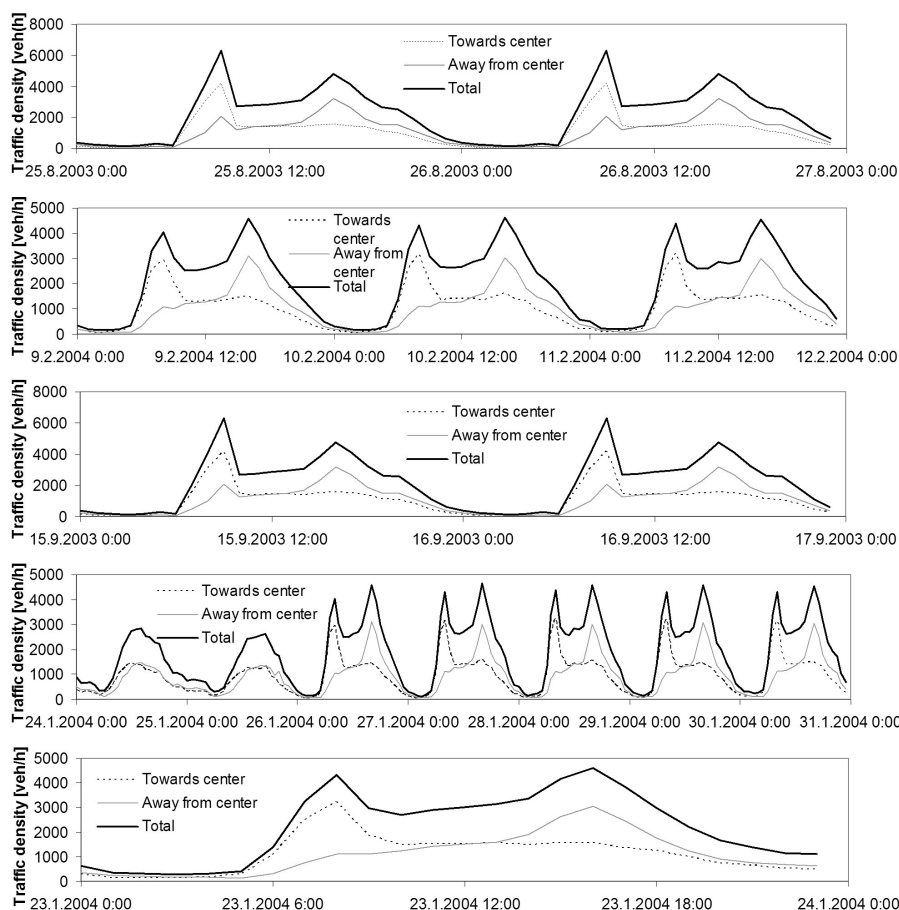 Traffic density [veh(h]
8000
6000
4000
2000
0
Towards center
Away from center
Total
25.8.2003 0:00 25.8.2003 12:00 26.8.2003 0:00 26.8.2003 12:00 27.8.2003 0:00
Traffic density [veh/h]
5000
4000
3000
2000
1000
0
Towards
center
Away from
center
Total
9.2.2004 0:00 9.2.2004 12:00 10.2.2004 0:00 10.2.2004 12:00 11.2.2004 0:00 11.2.2004 12:00 12.2.2004 0:00
Traffic density [veh/h]
8000
6000
4000
2000
0
Towards center
Away from center
Total
15.9.2003 0:00 15.9.2003 12:00 16.9.2003 0:00 16.9.2003 12:00 17.9.2003 0:00
Traffic density [veh/h]
5000
4000
3000
2000
1000
0
Towards center
Away from center
Total
24.1.2004 0:00 25.1.2004 0:00 26.1.2004 0:00 27.1.2004 0:00 28.1.2004 0:00 29.1.2004 0:00 30.1.2004 0:00 31.1.2004 0:00
Traffic density [veh/h]
5000
4000
3000
2000
1000
0
Towards center
Away from center
Total
23.1.2004 0:00 23.1.2004 6:00 23.1.2004 12:00 23.1.2004 18:00 24.1.2004 0:00